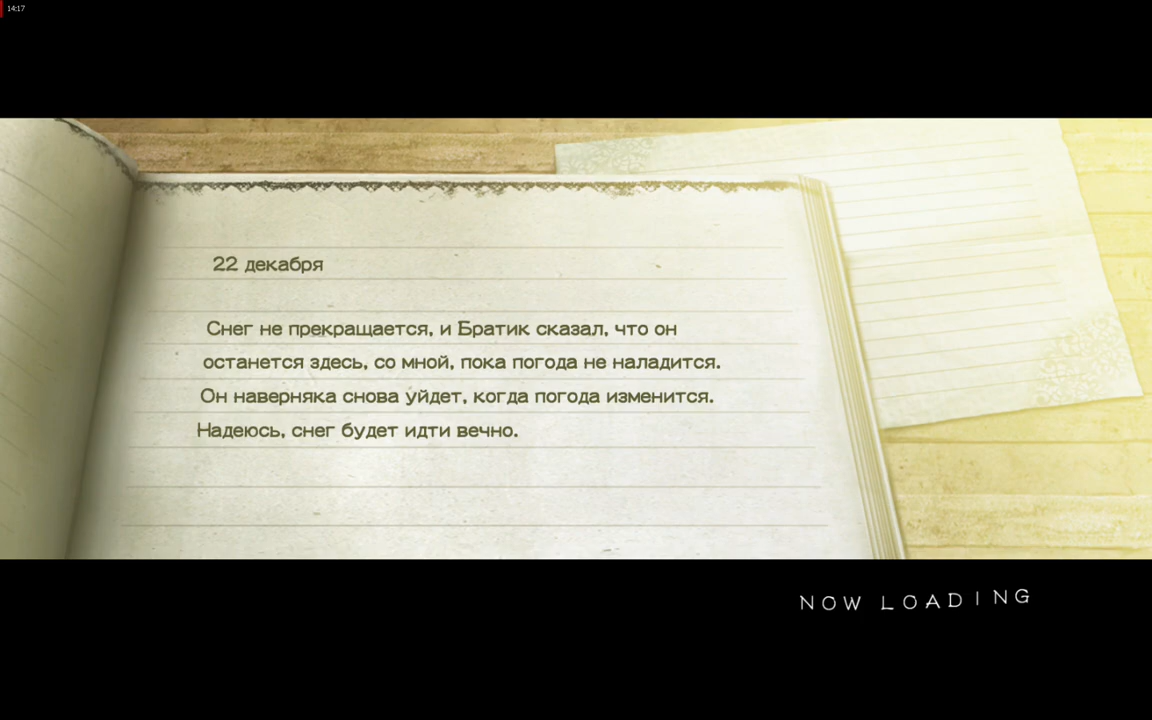 14:17
22 декабря
Снег не прекращается, и Братик сказал, что он
останется здесь, со мной, пока погода не наладится.
Он наверняка снова уйдет, когда погода изменится.
Надеюсь, снег будет идти вечно.
NOW LOADING